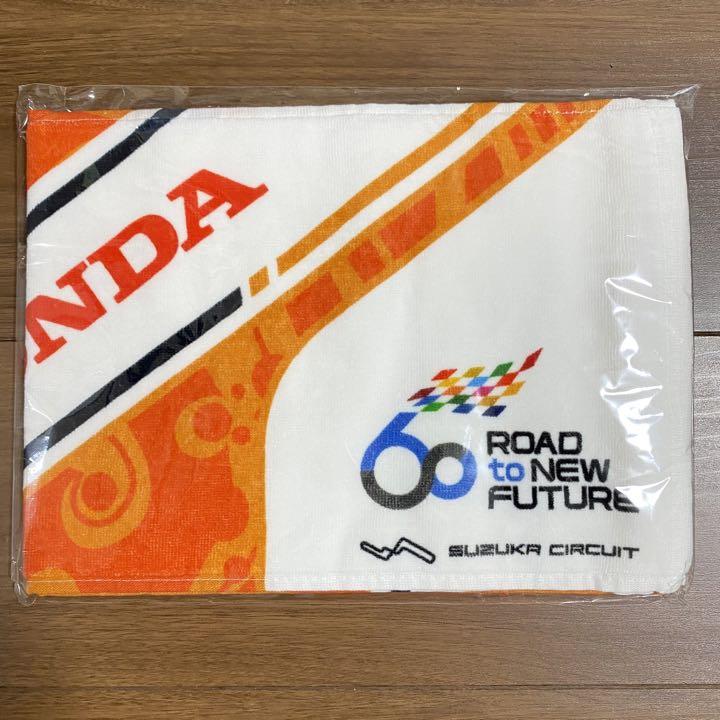 NDA
60 ROAD
to NEW
FUTURE
SUZUKA CIRCUIT